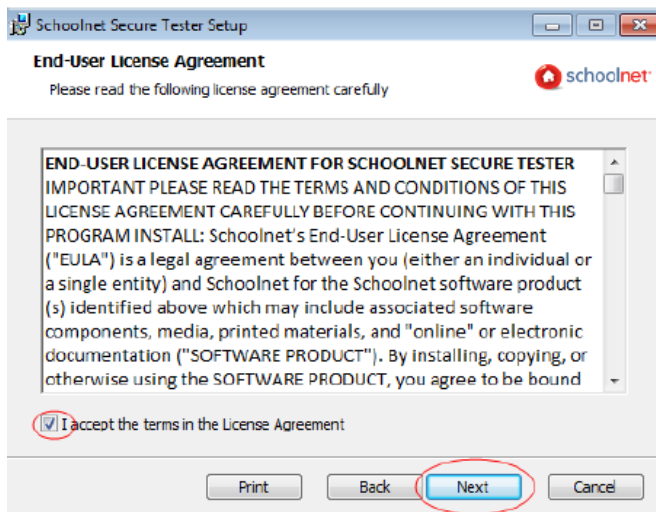 Schoolnet Secure Tester Setup
End-User License Agreement
Please read the following license agreement carefully
schoolnet
END-USER LICENSE AGREEMENT FOR SCHOOLNET SECURE TESTER
IMPORTANT PLEASE READ THE TERMS AND CONDITIONS OF THIS
LICENSE AGREEMENT CAREFULLY BEFORE CONTINUING WITH THIS
PROGRAM INSTALL: Schoolnet's End-User License Agreement
("EULA") is a legal agreement between you (either an individual or
a single entity) and Schoolnet for the Schoolnet software product
(s) identified above which may include associated software
components, media, printed materials, and "online" or electronic
documentation ("SOFTWARE PRODUCT"). By installing, copying, or
otherwise using the SOFTWARE PRODUCT, you agree to be bound
I accept the terms in the License Agreement
Print Back Next Cancel